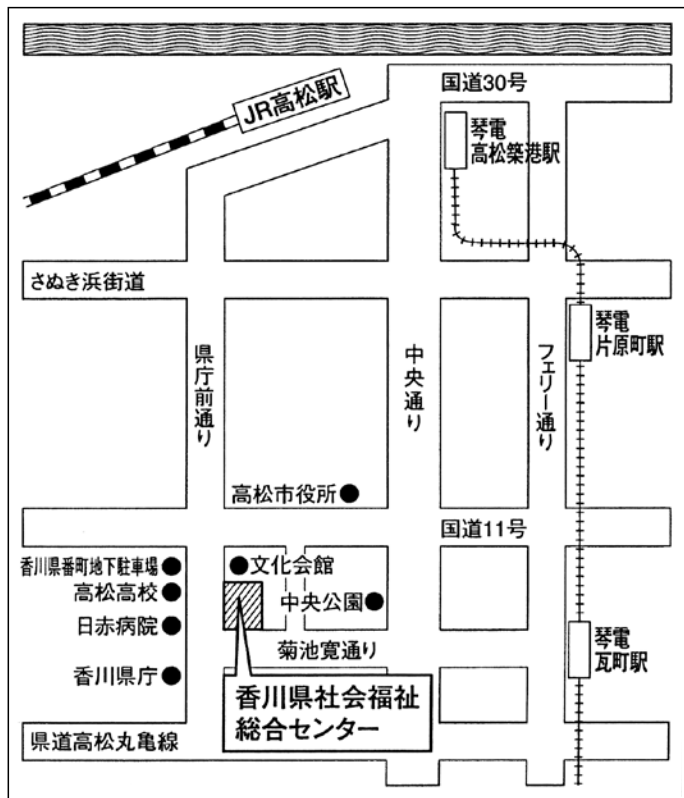 国道30号
JR高松駅
琴電
高松築港駅
さぬき浜街道
琴電
片原町駅
県庁前通り
中央通り
フェリー通り
高松市役所
国道11号
香川県番町地下駐車場
文化会館
高松高校
中央公園
日赤病院
菊池寛通り
琴電
瓦町駅
香川県庁
香川県社会福祉
総合センター
県道高松丸亀線